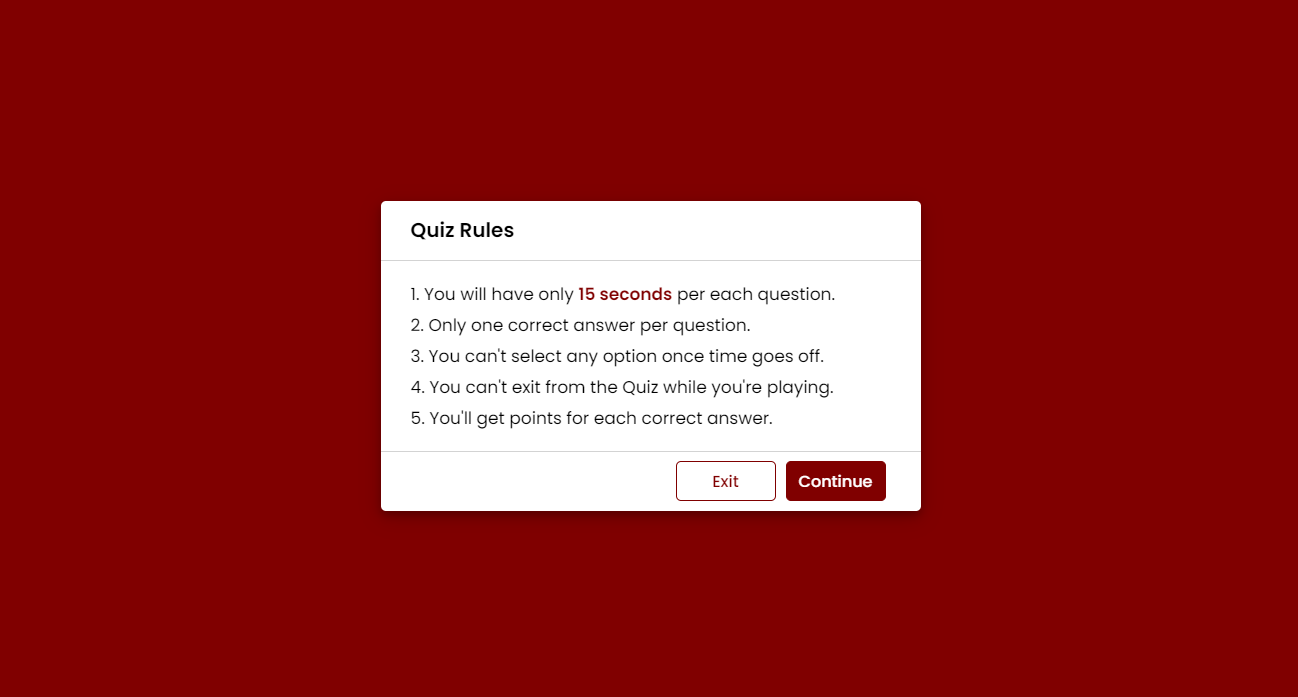 Quiz Rules
1. You will have only 15 seconds per each question.
2. Only one correct answer per question.
3. You can't select any option once time goes off.
4. You can't exit from the Quiz while you're playing.
5. You'll get points for each correct answer.
Exit
Continue